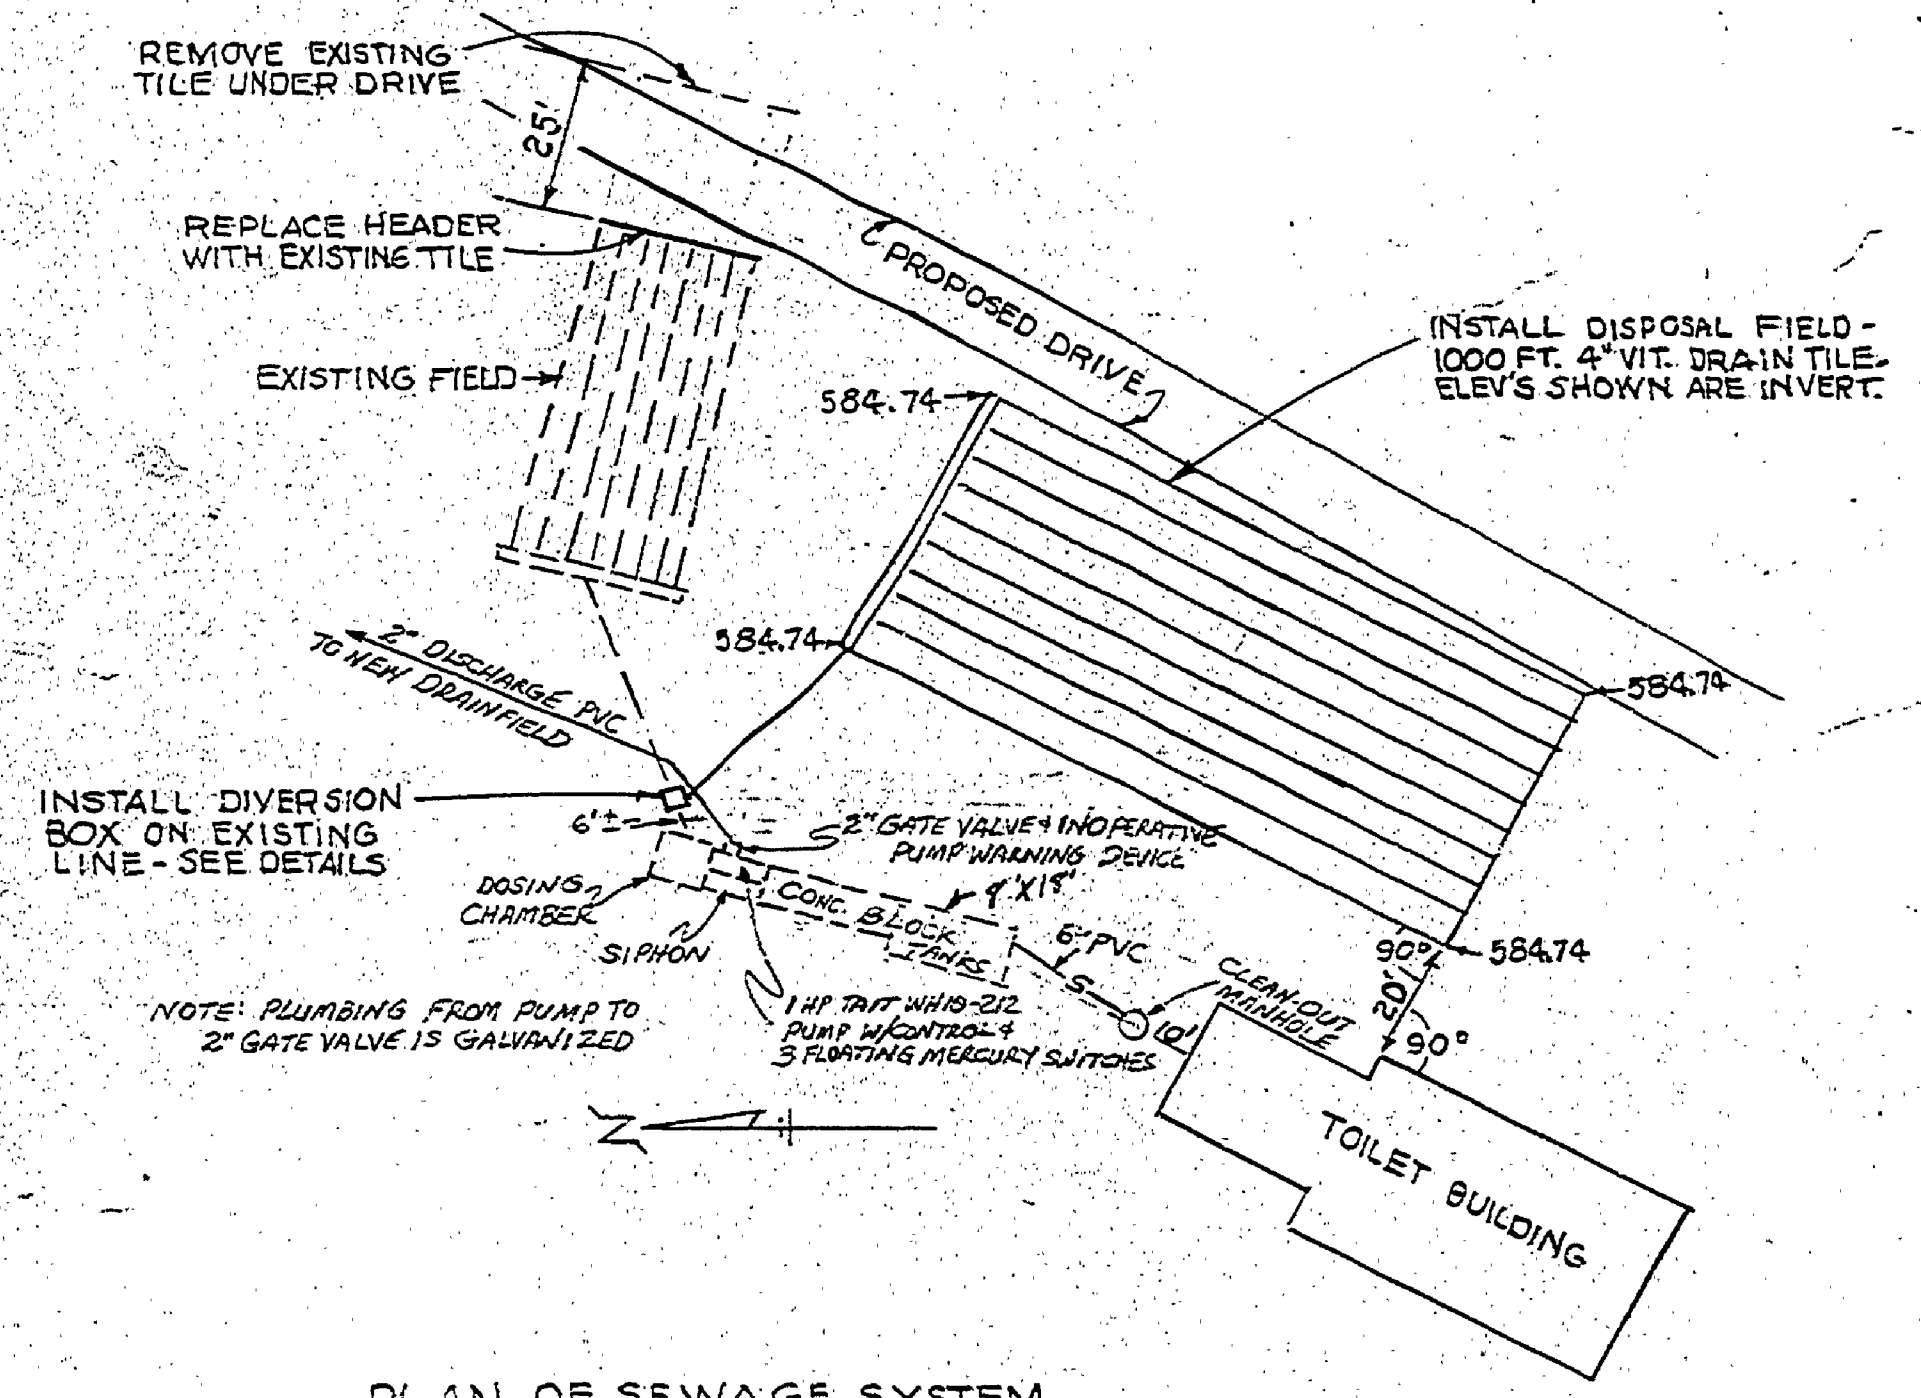 REMOVE EXISTING
TILE UNDER DRIVE
25'
REPLACE HEADER
WITH EXISTING TILE
PROPOSED DRIVE
INSTALL DISPOSAL FIELD -
1000 FT. 4" VIT. DRAIN TILE.
ELEV'S SHOWN ARE INVERT.
EXISTING FIELD
584.74
584.74
584.74
584.74
2" DISCHARGE PVC
TO NEW DRAINFIELD
INSTALL DIVERSION
BOX ON EXISTING
LINE - SEE DETAILS
6'±
2" GATE VALVE & INOPERATIVE
PUMP WARNING DEVICE
DOSING
CHAMBER
SIPHON
CONC. BLOCK
TANKS
6" PVC
S
CLEAN-OUT
MANHOLE
10'
90°
20'
90°
NOTE: PLUMBING FROM PUMP TO
2" GATE VALVE IS GALVANIZED
1 HP TAIT
PUMP W/CONTROL &
3 FLOATING MERCURY SWITCHES
N
TOILET BUILDING
PLAN OF SEWAGE SYSTEM